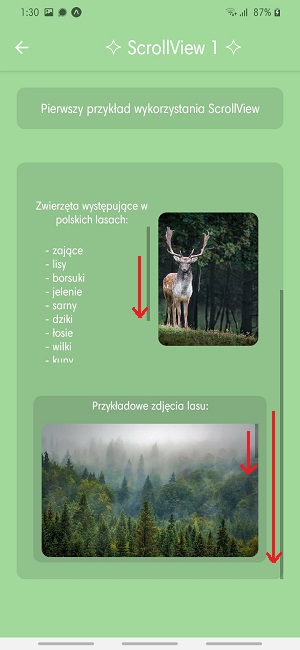 1:30
87%
✧ ScrollView 1 ✧
Pierwszy przykład wykorzystania ScrollView
Zwierzęta występujące w
polskich lasach:
- zające
- lisy
- borsuki
- jelenie
- sarny
- dziki
- łosie
- wilki
- kuny
Przykładowe zdjęcia lasu: